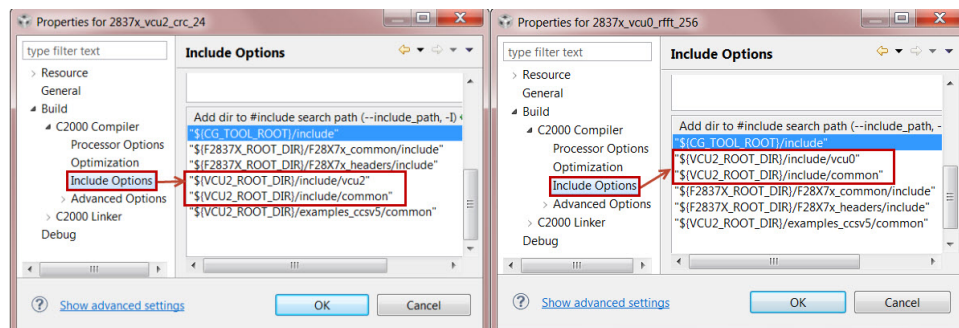 Properties for 2837x_vcu2_crc_24
type filter text
Resource
General
Build
C2000 Compiler
Processor Options
Optimization
Include Options
Advanced Options
C2000 Linker
Debug
Include Options
Add dir to #include search path (--include_path, -I)
"${CG_TOOL_ROOT}/include"
"${F2837X_ROOT_DIR}/F28X7x_common/include"
"${F2837X_ROOT_DIR}/F28X7x_headers/include"
"${VCU2_ROOT_DIR}/include/vcu2"
"${VCU2_ROOT_DIR}/include/common"
"${VCU2_ROOT_DIR}/examples_ccsv5/common"
Show advanced settings
OK
Cancel
Properties for 2837x_vcu0_rfft_256
type filter text
Resource
General
Build
C2000 Compiler
Processor Options
Optimization
Include Options
Advanced Options
C2000 Linker
Debug
Include Options
Add dir to #include search path (--include_path, -
"${CG_TOOL_ROOT}/include"
"${VCU2_ROOT_DIR}/include/vcu0"
"${VCU2_ROOT_DIR}/include/common"
"${F2837X_ROOT_DIR}/F28X7x_common/include"
"${F2837X_ROOT_DIR}/F28X7x_headers/include"
"${VCU2_ROOT_DIR}/examples_ccsv5/common"
Show advanced settings
OK
Cancel